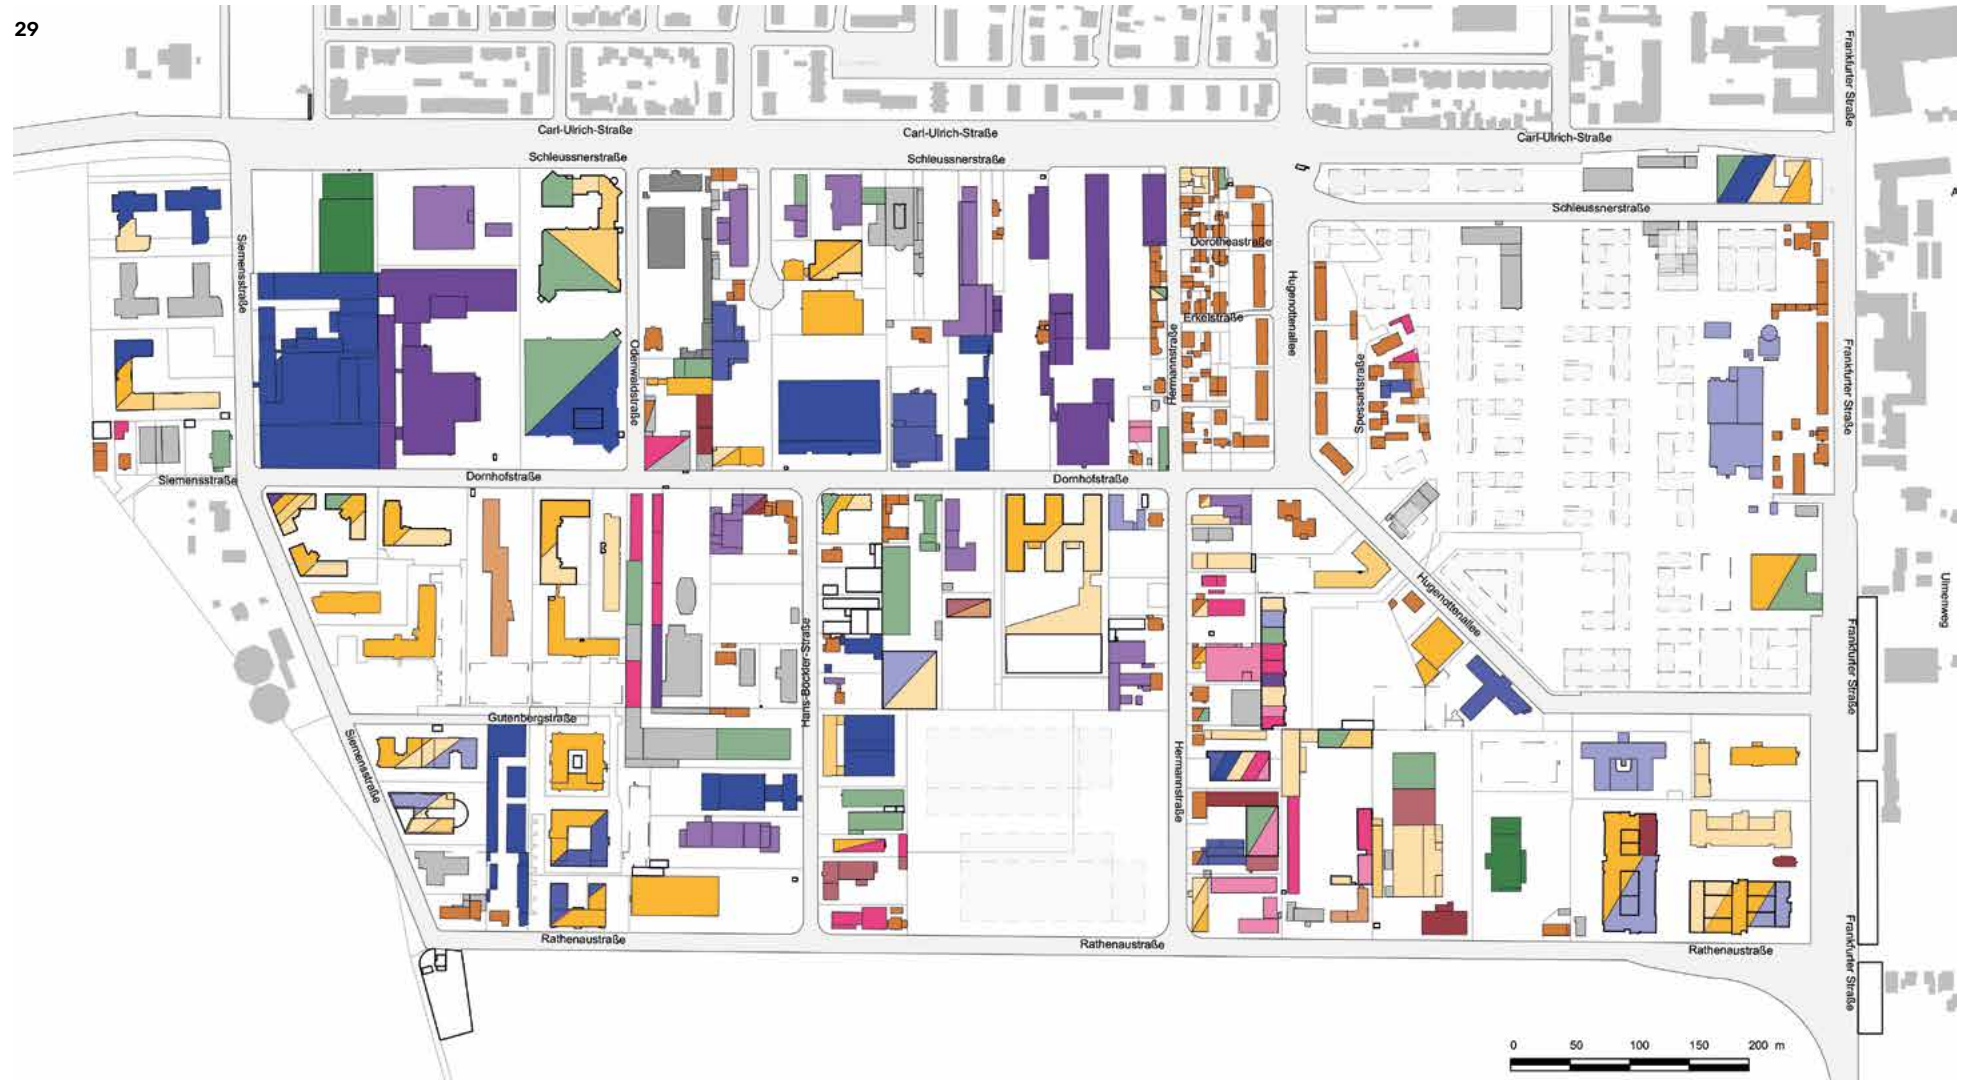 29
Frankfurter Straße
Carl-Ulrich-Straße
Carl-Ulrich-Straße
Carl-Ulrich-Straße
Schleussnerstraße
Schleussnerstraße
Schleussnerstraße
Siemensstraße
Dorotheastraße
Hugenottenallee
Erkelstraße
Hermannstraße
Odenwaldstraße
Spessartstraße
Frankfurter Straße
Siemensstraße
Dornhofstraße
Dornhofstraße
Hugenottenallee
Ulmenweg
Hans-Böckler-Straße
Frankfurter Straße
Gutenbergstraße
Siemensstraße
Hermannstraße
Rathenaustraße
Rathenaustraße
Rathenaustraße
Frankfurter Straße
0 50 100 150 200 m